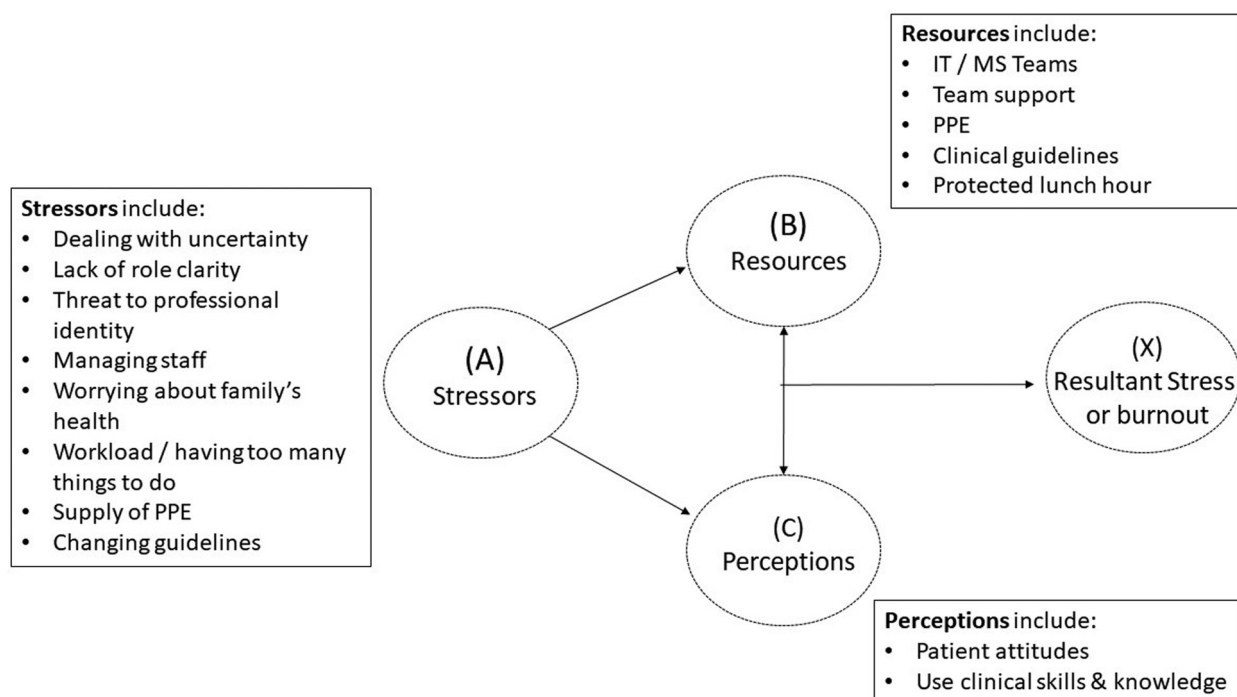 Resources include:
• IT / MS Teams
• Team support
• PPE
• Clinical guidelines
• Protected lunch hour
Stressors include:
• Dealing with uncertainty
• Lack of role clarity
• Threat to professional
identity
• Managing staff
• Worrying about family’s
health
• Workload / having too many
things to do
• Supply of PPE
• Changing guidelines
(A)
Stressors
(B)
Resources
(C)
Perceptions
(X)
Resultant Stress
or burnout
Perceptions include:
• Patient attitudes
• Use clinical skills & knowledge